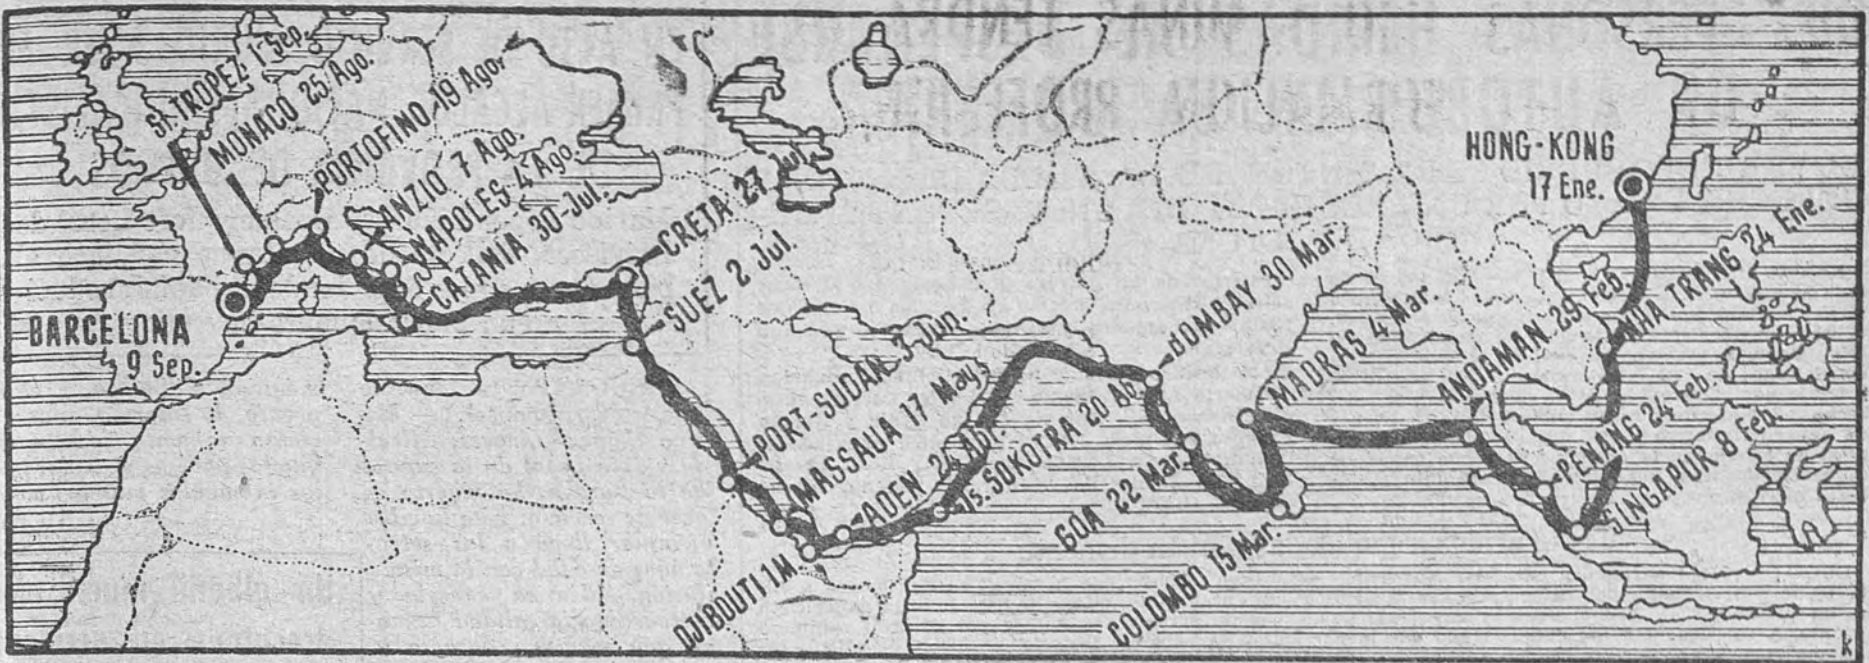 St. TROPEZ 1 Sep.
MONACO 25 Ago.
PORTOFINO 19 Ago.
ANZIO 7 Ago.
NAPOLES 4 Ago.
CATANIA 30-Jul.
CRETA 27 Jul.
SUEZ 2 Jul.
BARCELONA
9 Sep.
PORT-SUDAN 3 Jun.
MASSAUA 17 May.
ADEN 24 Abr.
DJIBOUTI 1 M.
Is. SOKOTRA 20 Ab.
BOMBAY 30 Mar.
GOA 22 Mar.
COLOMBO 15 Mar.
MADRAS 4 Mar.
ANDAMAN 29 Feb.
PENANG 24 Feb.
SINGAPUR 8 Feb.
NHA TRANG 24 Ene.
HONG-KONG
17 Ene.
k